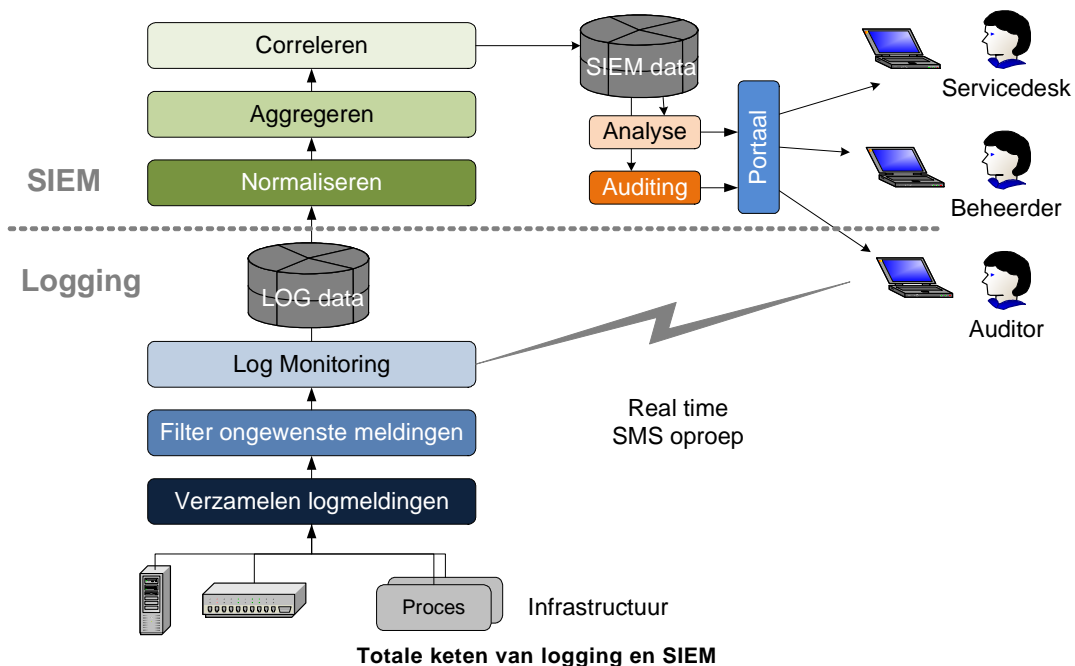 Correleren
SIEM data
Servicedesk
Aggregeren
Analyse
Portaal
SIEM
Normaliseren
Auditing
Beheerder
Logging
LOG data
Auditor
Log Monitoring
Real time
SMS oproep
Filter ongewenste meldingen
Verzamelen logmeldingen
Proces
Infrastructuur
Totale keten van logging en SIEM